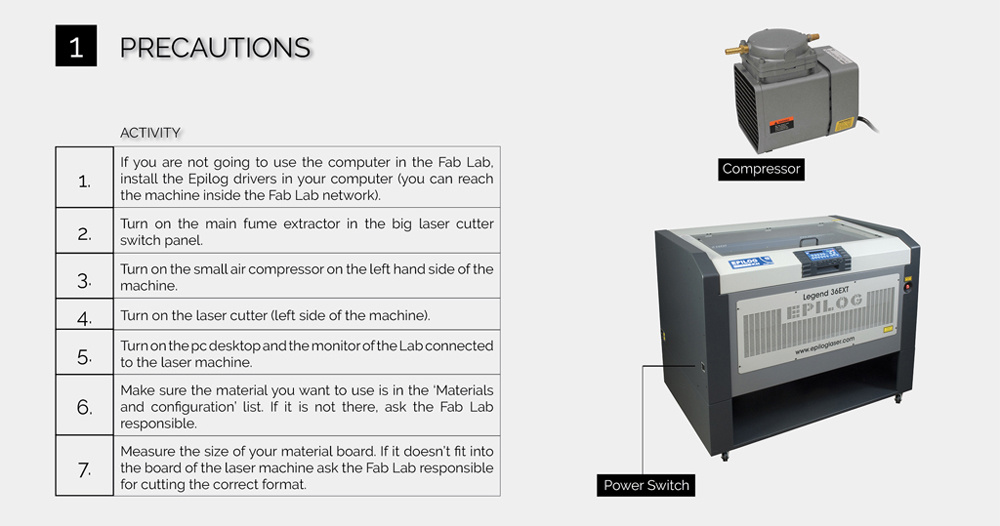 1 PRECAUTIONS
ACTIVITY
1. If you are not going to use the computer in the Fab Lab,
install the Epilog drivers in your computer (you can reach
the machine inside the Fab Lab network).
2. Turn on the main fume extractor in the big laser cutter
switch panel.
3. Turn on the small air compressor on the left hand side of the
machine.
4. Turn on the laser cutter (left side of the machine).
5. Turn on the pc desktop and the monitor of the Lab connected
to the laser machine.
6. Make sure the material you want to use is in the ‘Materials
and configuration’ list. If it is not there, ask the Fab Lab
responsible.
7. Measure the size of your material board. If it doesn’t fit into
the board of the laser machine ask the Fab Lab responsible
for cutting the correct format.
Compressor
EPILOG
Legend 36EXT
EPILOG
www.epiloglaser.com
Power Switch